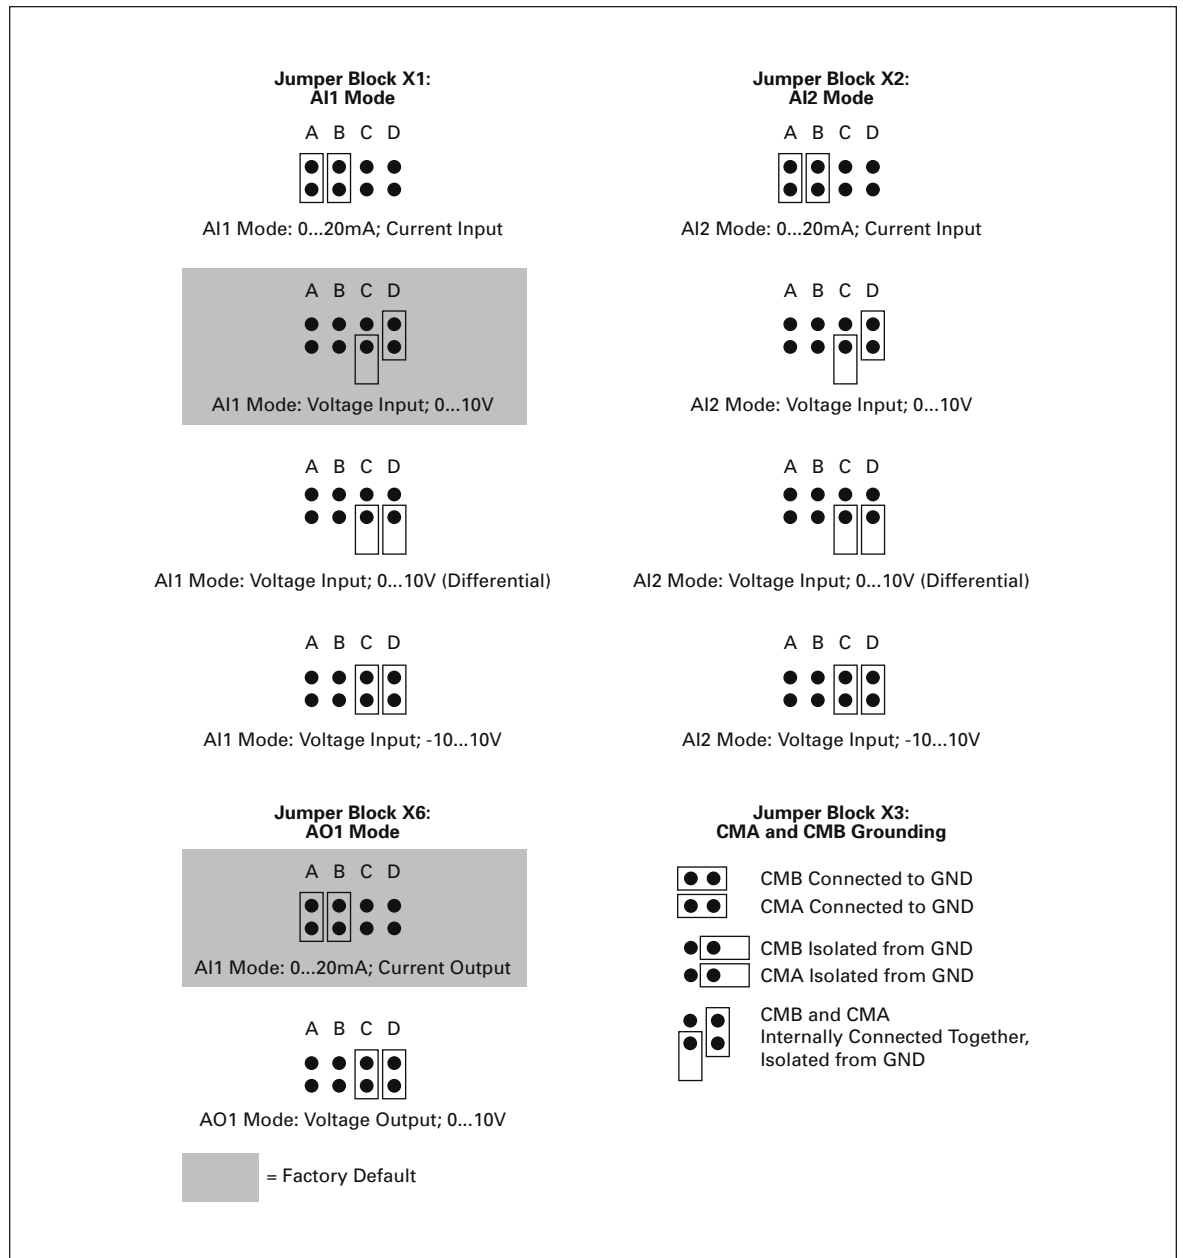 Jumper Block X1:
AI1 Mode
A B C D
AI1 Mode: 0...20mA; Current Input
A B C D
AI1 Mode: Voltage Input; 0...10V
A B C D
AI1 Mode: Voltage Input; 0...10V (Differential)
A B C D
AI1 Mode: Voltage Input; -10...10V
Jumper Block X2:
AI2 Mode
A B C D
AI2 Mode: 0...20mA; Current Input
A B C D
AI2 Mode: Voltage Input; 0...10V
A B C D
AI2 Mode: Voltage Input; 0...10V (Differential)
A B C D
AI2 Mode: Voltage Input; -10...10V
Jumper Block X6:
AO1 Mode
A B C D
AI1 Mode: 0...20mA; Current Output
A B C D
AO1 Mode: Voltage Output; 0...10V
= Factory Default
Jumper Block X3:
CMA and CMB Grounding
CMB Connected to GND
CMA Connected to GND
CMB Isolated from GND
CMA Isolated from GND
CMB and CMA
Internally Connected Together,
Isolated from GND